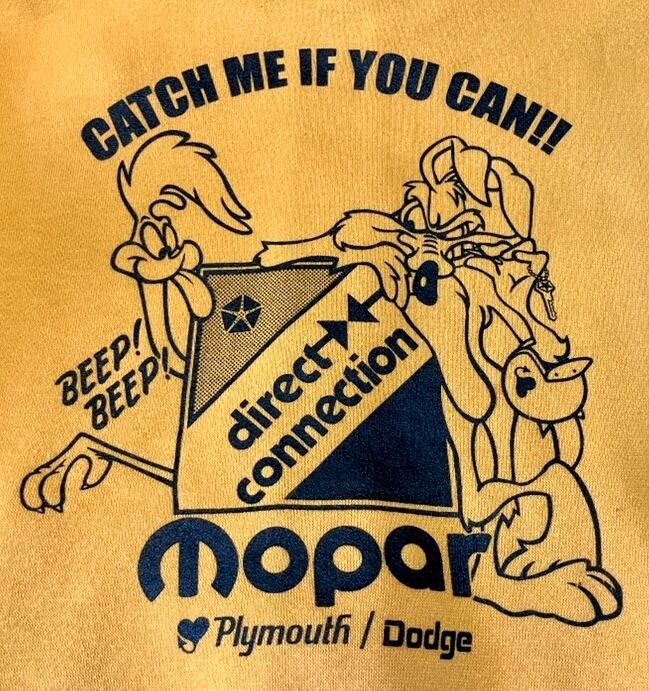 CATCH ME IF YOU CAN!!
BEEP!
BEEP!
direct
connection
mopar
Plymouth / Dodge